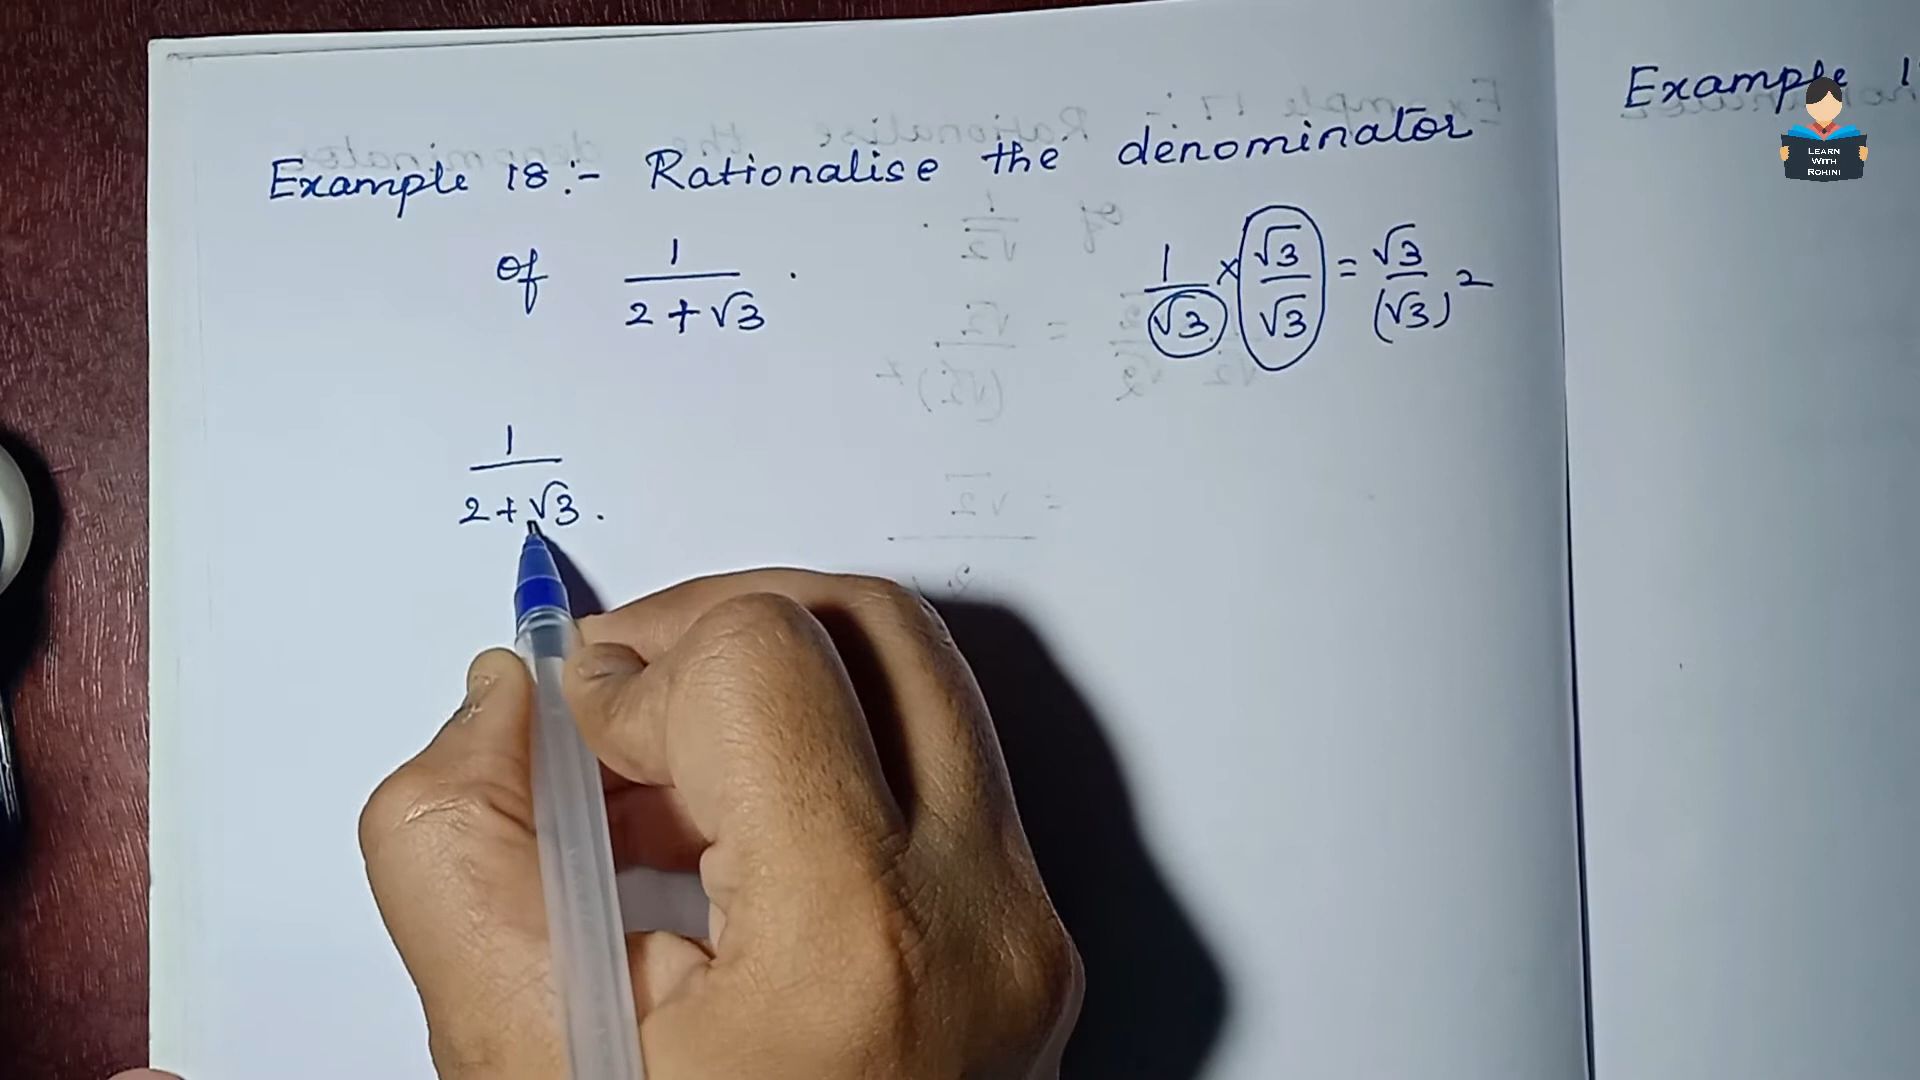 Example 18:- Rationalise the denominator
of 1/(2+√3) .
1/√3 × √3/√3 = √3/(√3)²
1/(2+√3) .
Example 1
LEARN
WITH
ROHINI